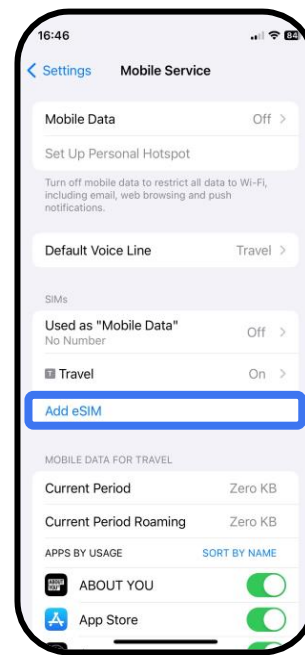 16:46
84
Settings
Mobile Service
Mobile Data
Off
Set Up Personal Hotspot
Turn off mobile data to restrict all data to Wi-Fi,
including email, web browsing and push
notifications.
Default Voice Line
Travel
SIMs
Used as "Mobile Data"
No Number
Off
T Travel
On
Add eSIM
MOBILE DATA FOR TRAVEL
Current Period
Zero KB
Current Period Roaming
Zero KB
APPS BY USAGE
SORT BY NAME
ABOUT YOU
ABOUT YOU
App Store